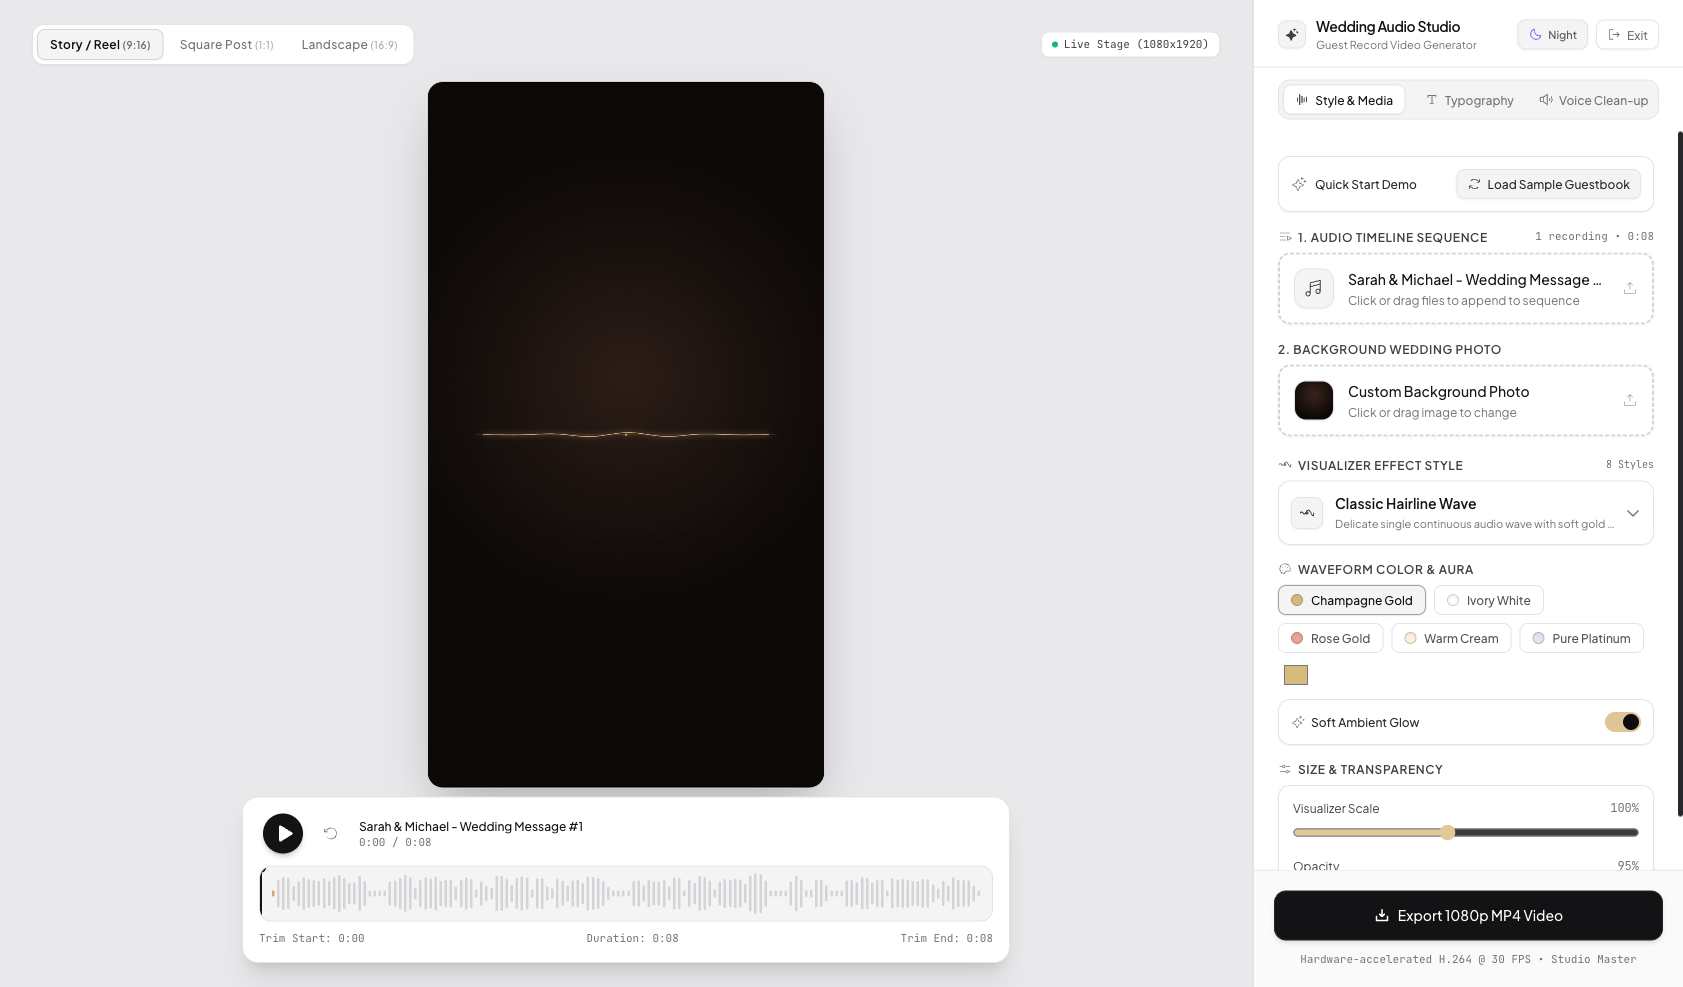 Story / Reel (9:16)
Square Post (1:1)
Landscape (16:9)
Live Stage (1080x1920)
Sarah & Michael - Wedding Message #1
0:00 / 0:08
Trim Start: 0:00
Duration: 0:08
Trim End: 0:08
Wedding Audio Studio
Guest Record Video Generator
Night
Exit
Style & Media
Typography
Voice Clean-up
Quick Start Demo
Load Sample Guestbook
1. AUDIO TIMELINE SEQUENCE
1 recording • 0:08
Sarah & Michael - Wedding Message ...
Click or drag files to append to sequence
2. BACKGROUND WEDDING PHOTO
Custom Background Photo
Click or drag image to change
VISUALIZER EFFECT STYLE
8 Styles
Classic Hairline Wave
Delicate single continuous audio wave with soft gold ...
WAVEFORM COLOR & AURA
Champagne Gold
Ivory White
Rose Gold
Warm Cream
Pure Platinum
Soft Ambient Glow
SIZE & TRANSPARENCY
Visualizer Scale
100%
Opacity
95%
Export 1080p MP4 Video
Hardware-accelerated H.264 @ 30 FPS • Studio Master